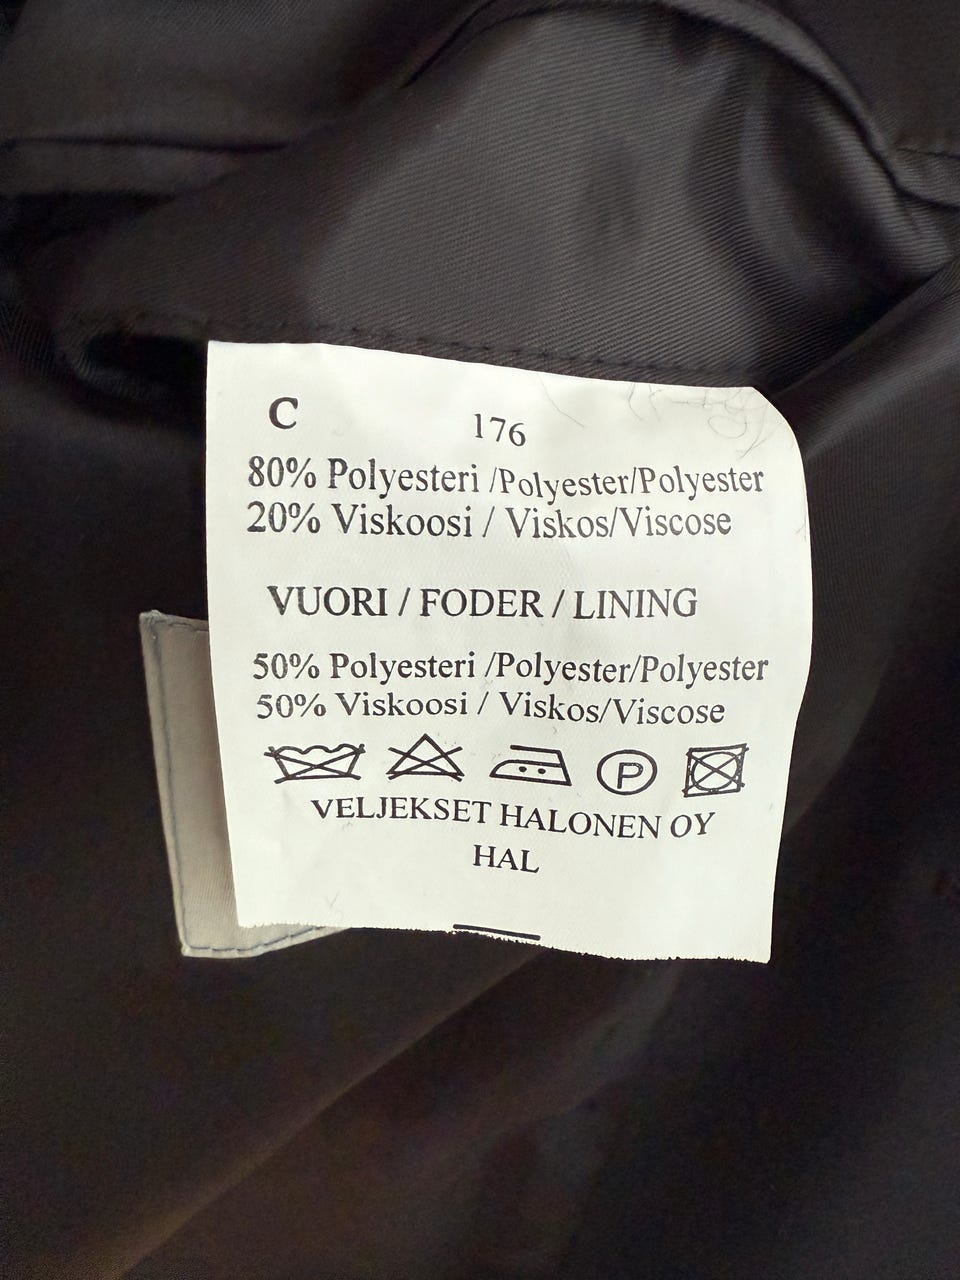 C 176
80% Polyesteri /Polyester/Polyester
20% Viskoosi / Viskos/Viscose
VUORI / FODER / LINING
50% Polyesteri /Polyester/Polyester
50% Viskoosi / Viskos/Viscose
P
VELJEKSET HALONEN OY
HAL